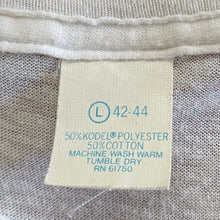 Ⓛ 42-44
50% KODEL® POLYESTER
50% COTTON
MACHINE WASH WARM
TUMBLE DRY
RN 61750